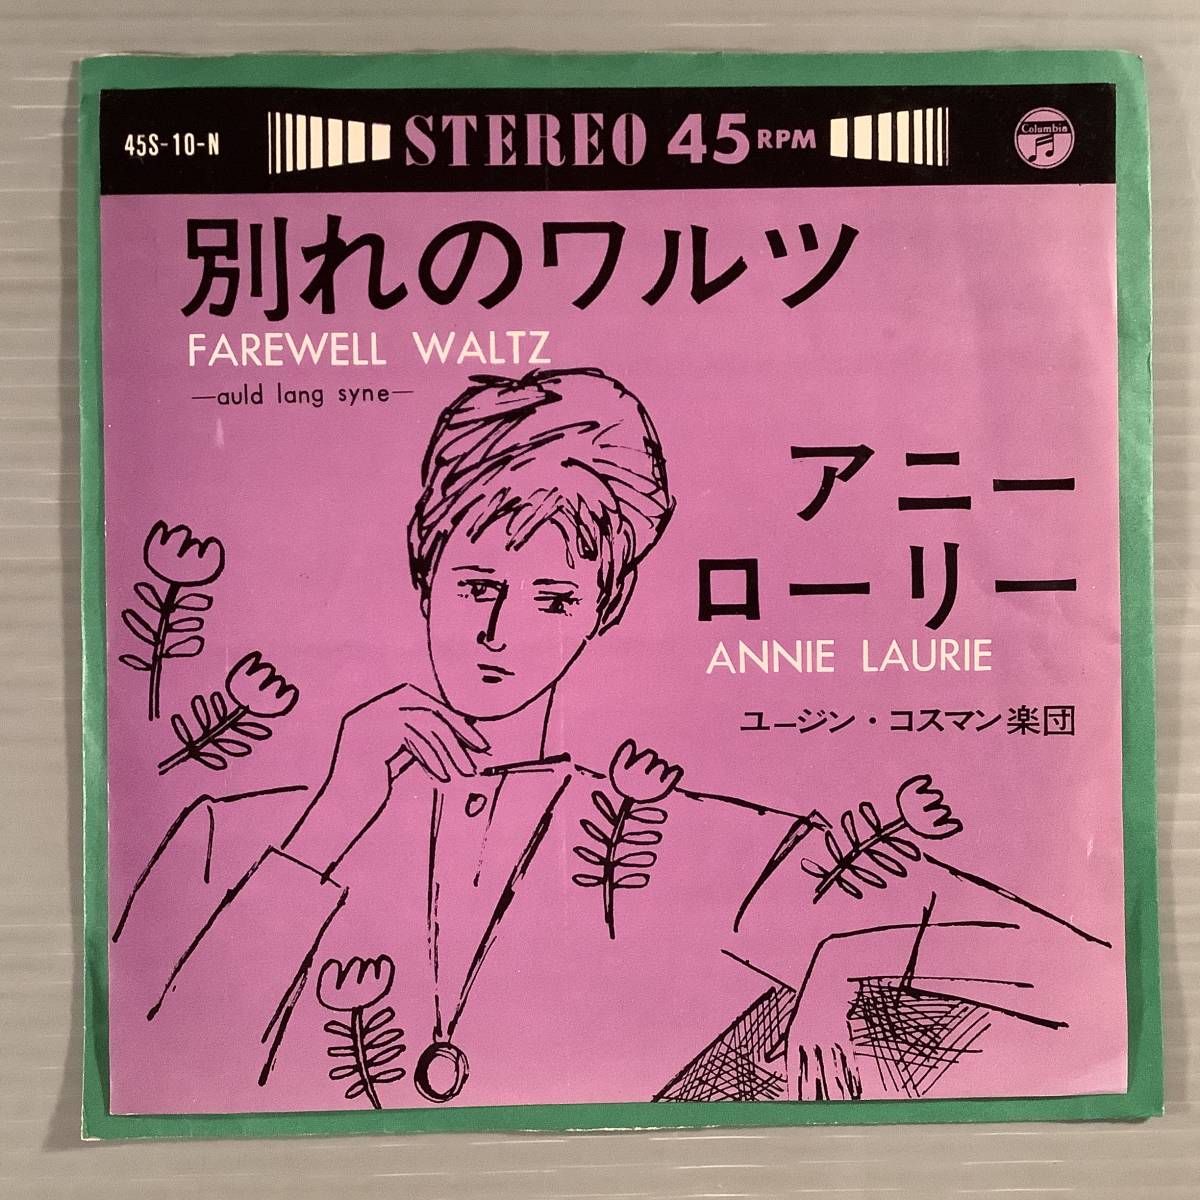 45S-10-N STEREO 45 RPM Columbia
別れのワルツ
FAREWELL WALTZ
—auld lang syne—
アニー
ローリー
ANNIE LAURIE
ユージン・コスマン楽団